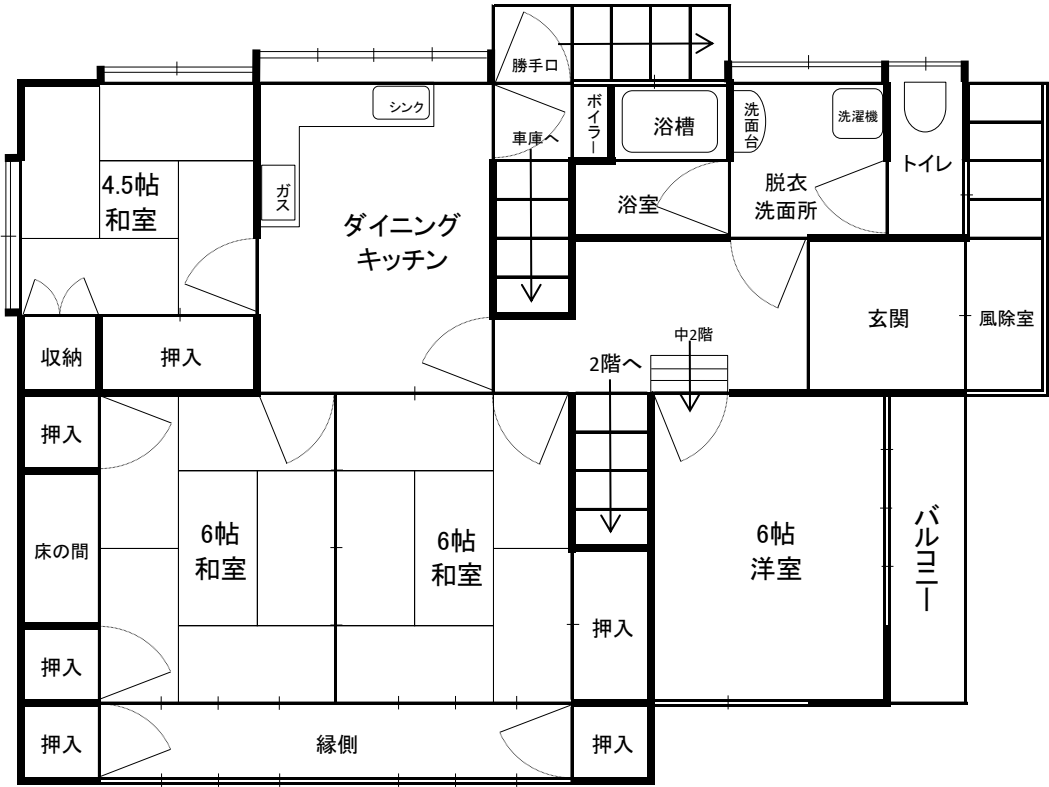 勝手口
シンク
車庫へ
ボイラー
浴槽
洗面台
洗濯機
トイレ
4.5帖
和室
ガス
ダイニング
キッチン
浴室
脱衣
洗面所
収納
押入
2階へ
中2階
玄関
風除室
押入
床の間
6帖
和室
6帖
和室
6帖
洋室
バルコニー
押入
押入
押入
縁側
押入